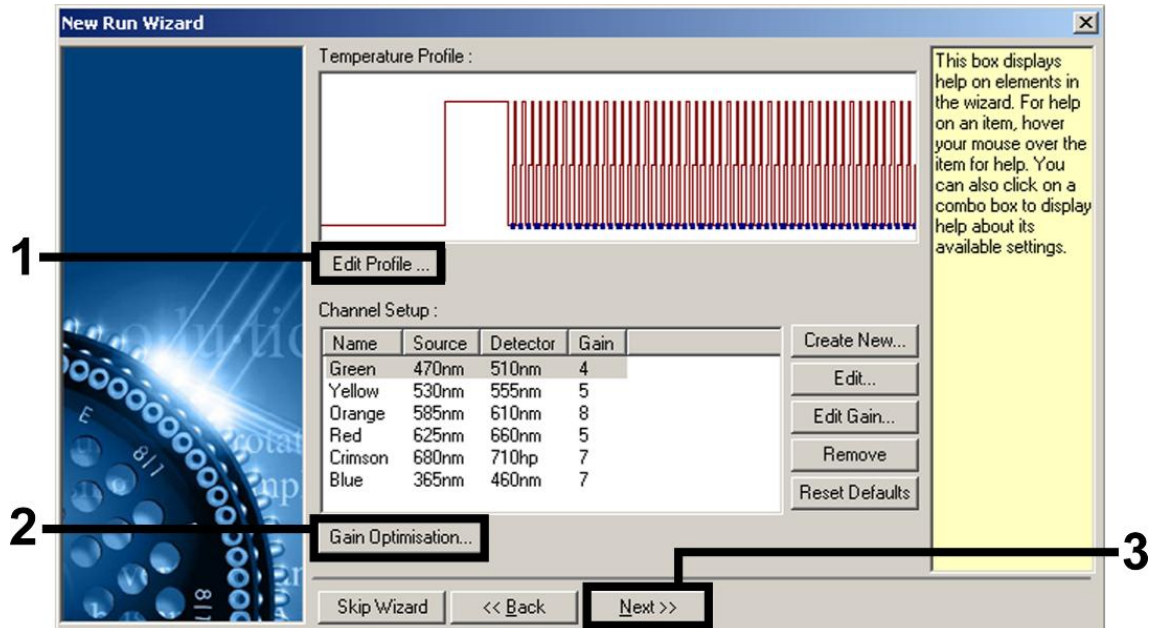 New Run Wizard
Temperature Profile :
This box displays
help on elements in
the wizard. For help
on an item, hover
your mouse over the
item for help. You
can also click on a
combo box to display
help about its
available settings.
1
Edit Profile ...
Channel Setup :
Name Source Detector Gain
Green 470nm 510nm 4
Yellow 530nm 555nm 5
Orange 585nm 610nm 8
Red 625nm 660nm 5
Crimson 680nm 710hp 7
Blue 365nm 460nm 7
Create New...
Edit...
Edit Gain...
Remove
Reset Defaults
2
Gain Optimisation...
3
Skip Wizard
<< Back
Next >>